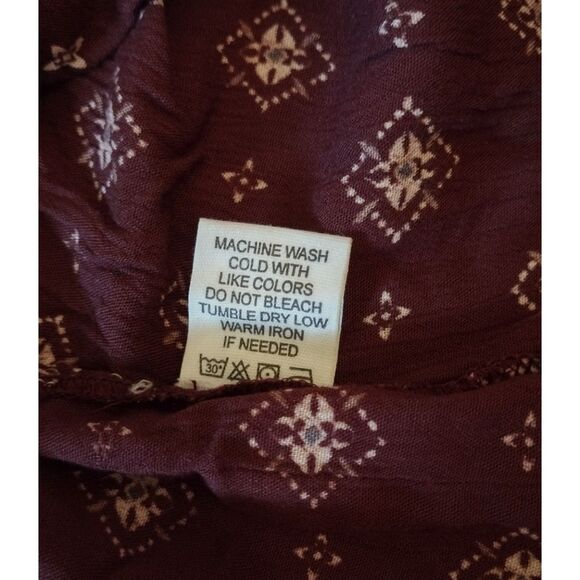 MACHINE WASH
COLD WITH
LIKE COLORS
DO NOT BLEACH
TUMBLE DRY LOW
WARM IRON
IF NEEDED
30°